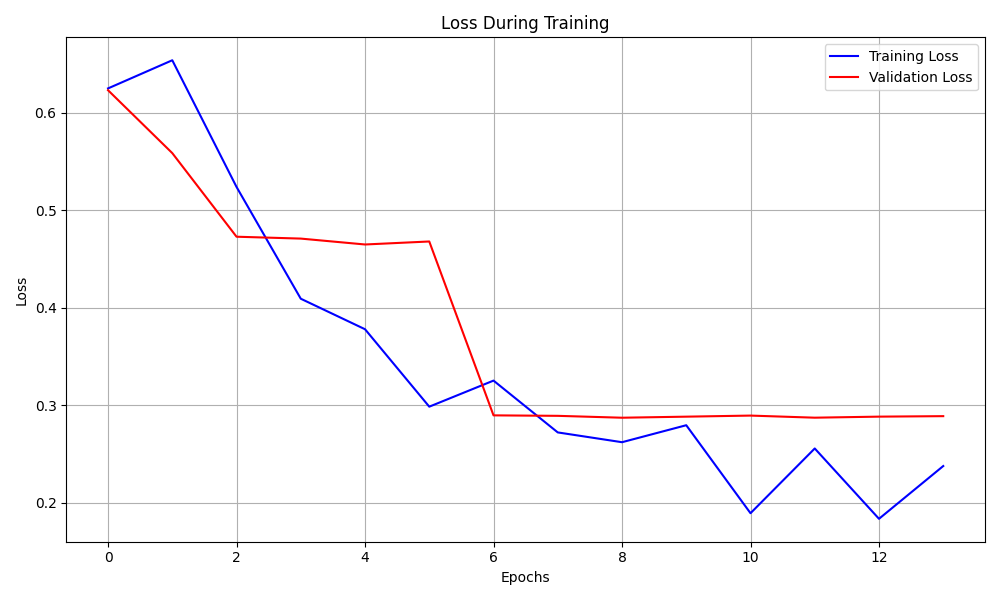 Loss During Training
Training Loss
Validation Loss
0.6
0.5
0.4
0.3
0.2
Loss
0 2 4 6 8 10 12
Epochs